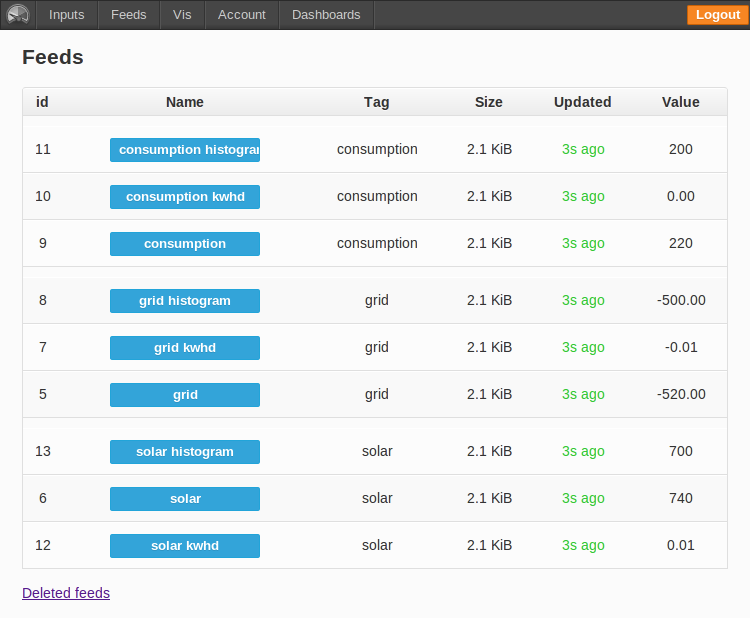 Inputs Feeds Vis Account Dashboards Logout
Feeds
id Name Tag Size Updated Value
11 consumption histogran consumption 2.1 KiB 3s ago 200
10 consumption kwhd consumption 2.1 KiB 3s ago 0.00
9 consumption consumption 2.1 KiB 3s ago 220
8 grid histogram grid 2.1 KiB 3s ago -500.00
7 grid kwhd grid 2.1 KiB 3s ago -0.01
5 grid grid 2.1 KiB 3s ago -520.00
13 solar histogram solar 2.1 KiB 3s ago 700
6 solar solar 2.1 KiB 3s ago 740
12 solar kwhd solar 2.1 KiB 3s ago 0.01
Deleted feeds